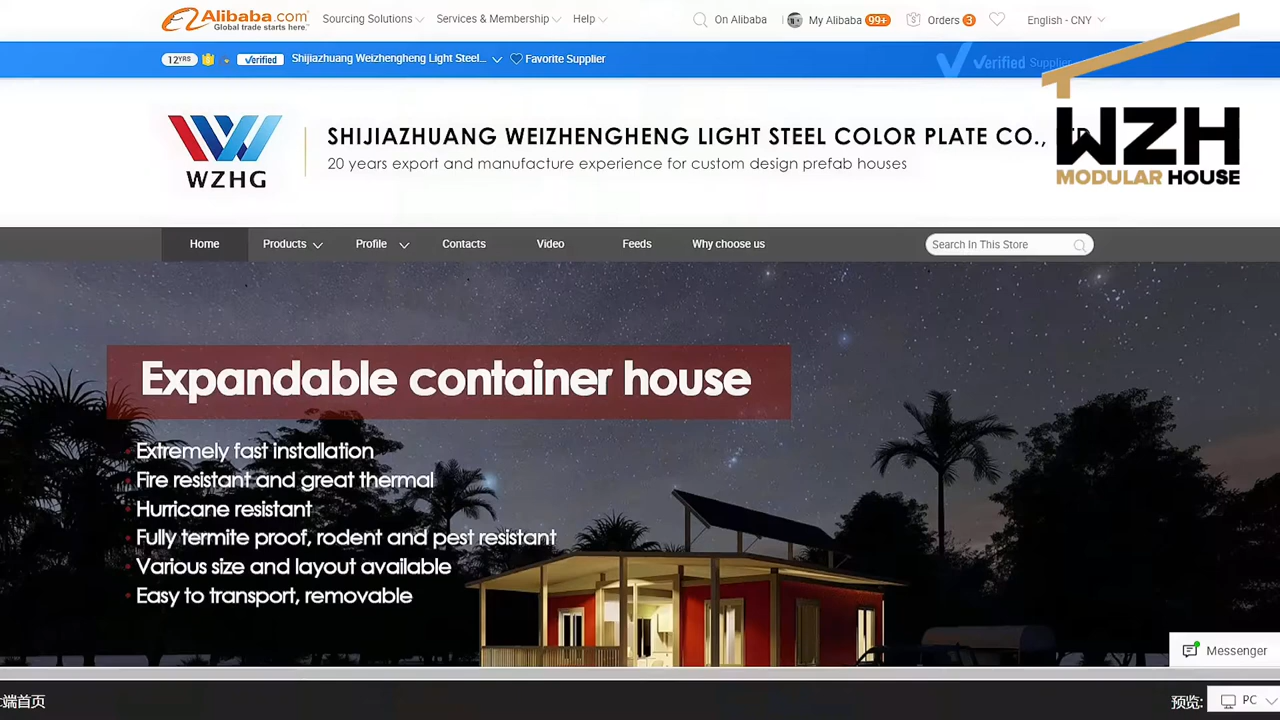 Alibaba.com
Global trade starts here.
Sourcing Solutions
Services & Membership
Help
On Alibaba
My Alibaba 99+
Orders 3
English - CNY
12YRS
Verified
Shijiazhuang Weizhengheng Light Steel...
Favorite Supplier
Verified Supplier
WZHG
SHIJIAZHUANG WEIZHENGHENG LIGHT STEEL COLOR PLATE CO.,
20 years export and manufacture experience for custom design prefab houses
WZH
MODULAR HOUSE
Home
Products
Profile
Contacts
Video
Feeds
Why choose us
Search In This Store
Expandable container house
Extremely fast installation
Fire resistant and great thermal
Hurricane resistant
Fully termite proof, rodent and pest resistant
Various size and layout available
Easy to transport, removable
Messenger
端首页
预览:
PC